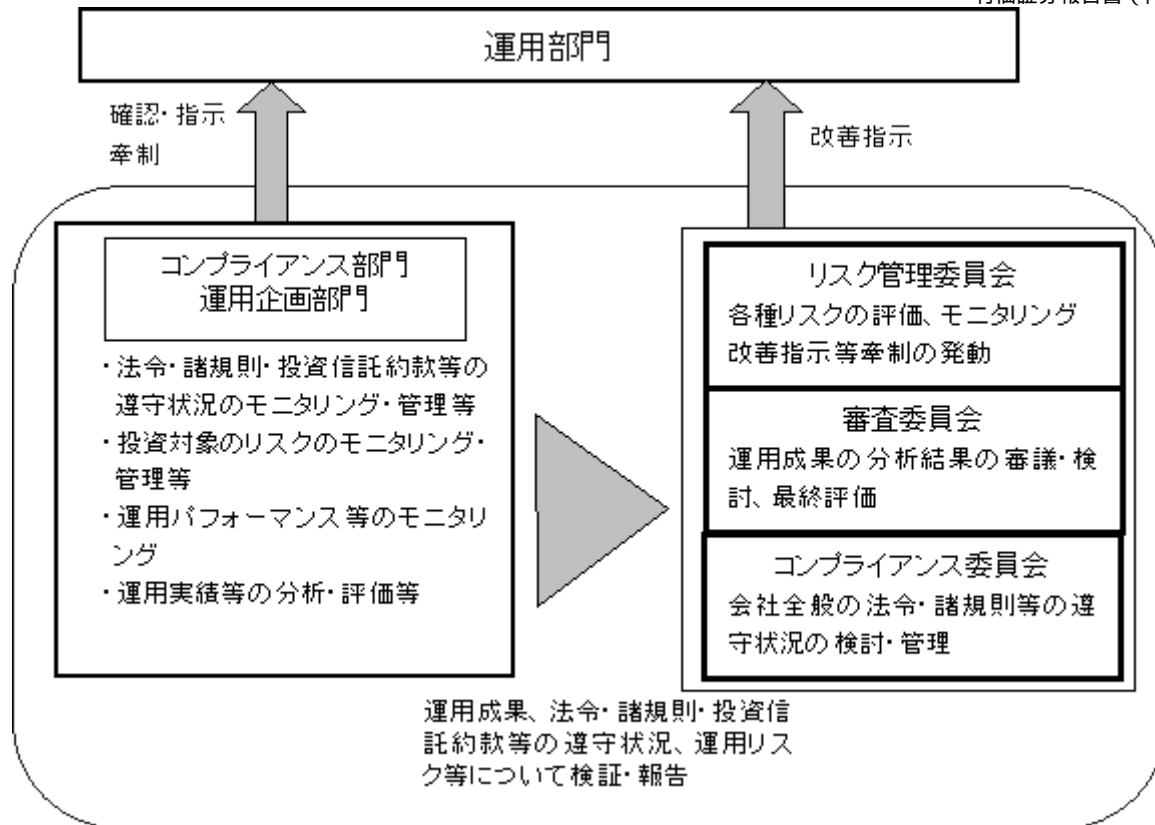 運用部門
確認・指示
牽制
改善指示
コンプライアンス部門
運用企画部門
・法令・諸規則・投資信託約款等の
遵守状況のモニタリング・管理等
・投資対象のリスクのモニタリング・
管理等
・運用パフォーマンス等のモニタリ
ング
・運用実績等の分析・評価等
リスク管理委員会
各種リスクの評価、モニタリング
改善指示等牽制の発動
審査委員会
運用成果の分析結果の審議・検
討、最終評価
コンプライアンス委員会
会社全般の法令・諸規則等の遵
守状況の検討・管理
運用成果、法令・諸規則・投資信
託約款等の遵守状況、運用リス
ク等について検証・報告